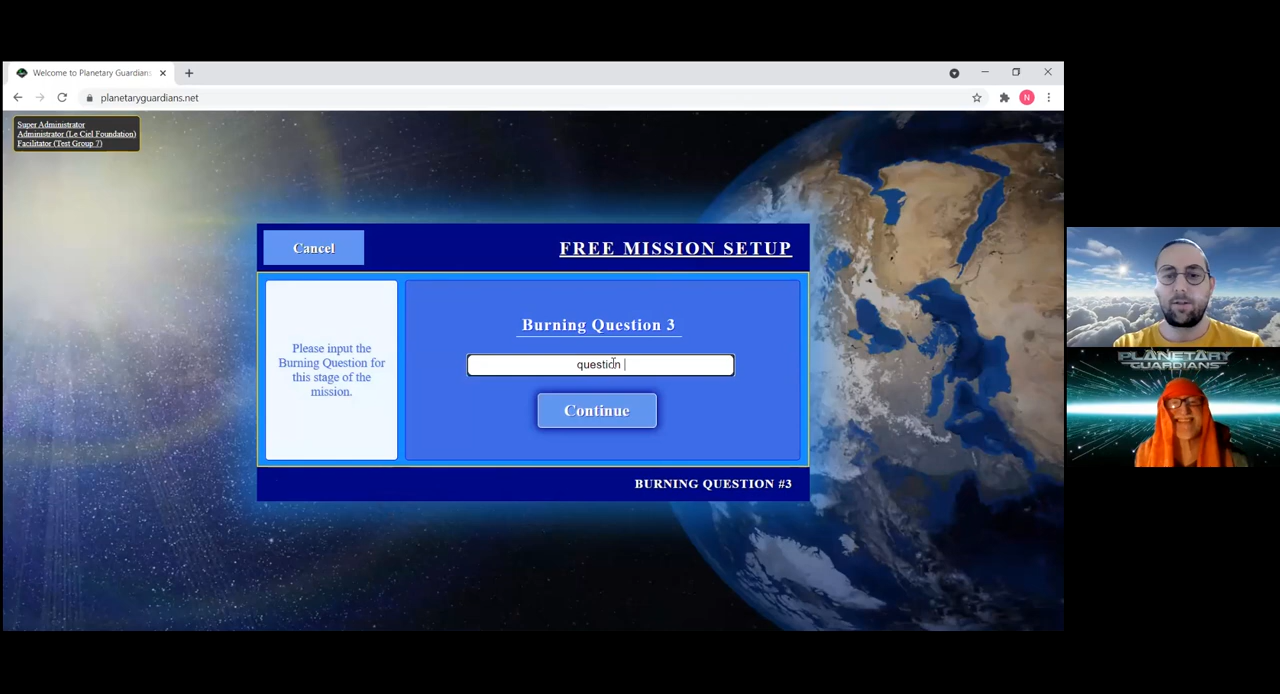 Welcome to Planetary Guardians
planetaryguardians.net
N
Super Administrator
Administrator (Le Ciel Foundation)
Facilitator (Test Group 7)
Cancel
FREE MISSION SETUP
Please input the
Burning Question for
this stage of the
mission.
Burning Question 3
question
Continue
BURNING QUESTION #3
PLANETARY
GUARDIANS